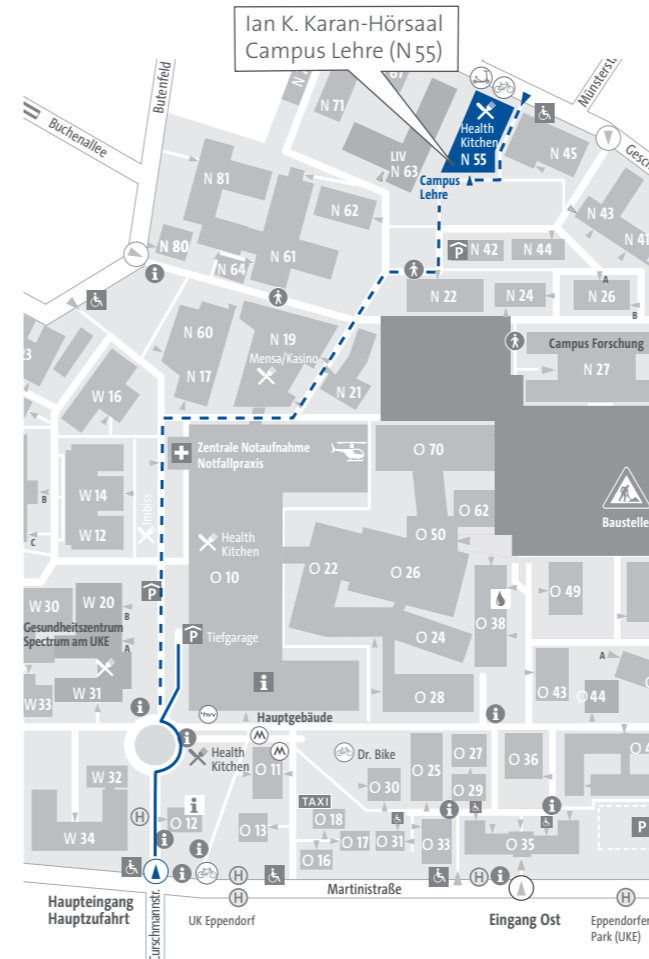 Ian K. Karan-Hörsaal
Campus Lehre (N 55)
Butenfeld
Buchenallee
Münsterstr.
N 71
LIV
N 63
Health
Kitchen
N 55
Campus
Lehre
N 45
N 43
N 41
N 81
N 62
N 80
N 61
N 64
P
N 42
N 44
N 22
N 24
N 26
A
B
N 60
N 19
Mensa/Kasino
N 17
N 21
Campus Forschung
N 27
W 16
Zentrale Notaufnahme
Notfallpraxis
O 70
O 62
O 50
Baustelle
W 14
W 12
B
C
Imbiss
Health
Kitchen
O 10
O 22
O 26
O 24
O 38
O 49
W 30
W 20
B
A
Gesundheitszentrum
Spectrum am UKE
P
P
Tiefgarage
W 33
W 31
O 28
O 43
O 44
A
hvv
Hauptgebäude
Health
Kitchen
Dr. Bike
O 11
O 25
O 27
O 29
O 36
W 32
W 34
H
O 12
O 13
TAXI
O 18
O 17
O 16
O 30
O 31
O 33
O 35
P
Haupteingang
Hauptzufahrt
Curschmannstr.
H
H
UK Eppendorf
Martinistraße
H
Eingang Ost
H
Eppendorfer
Park (UKE)